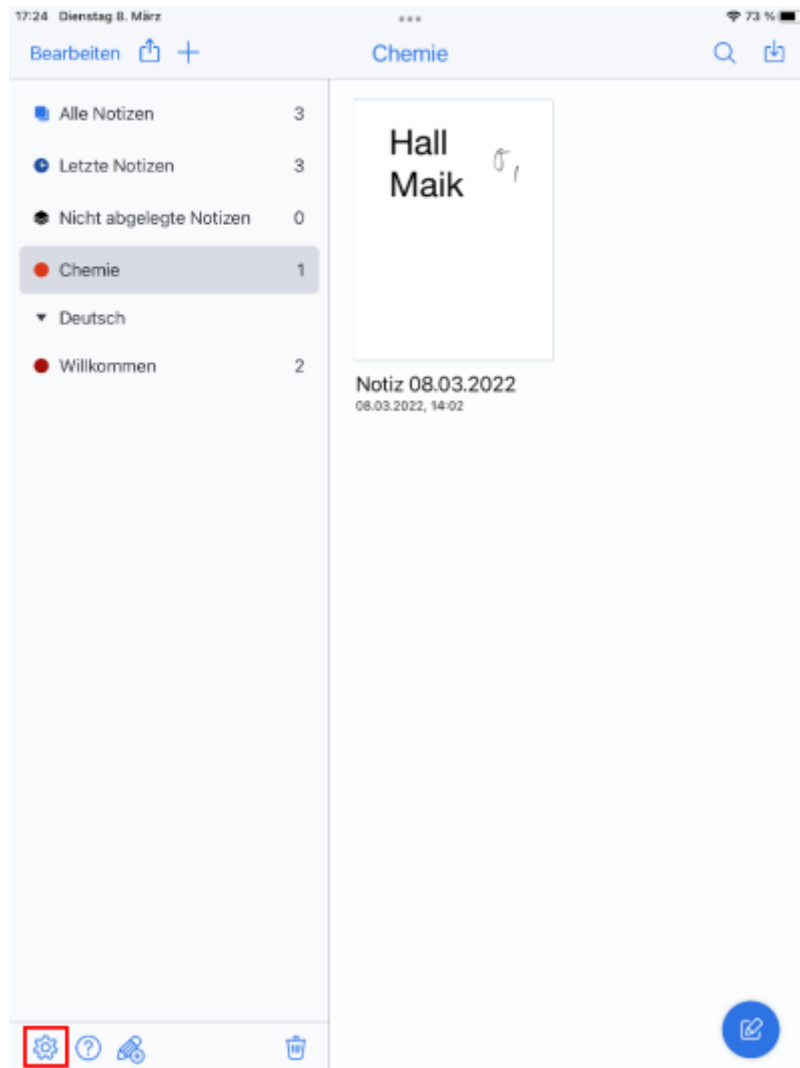 17:24 Dienstag 8. März
73 %
Bearbeiten
Chemie
Alle Notizen 3
Letzte Notizen 3
Nicht abgelegte Notizen 0
Chemie 1
Deutsch
Willkommen 2
Hall
Maik
Notiz 08.03.2022
08.03.2022, 14:02